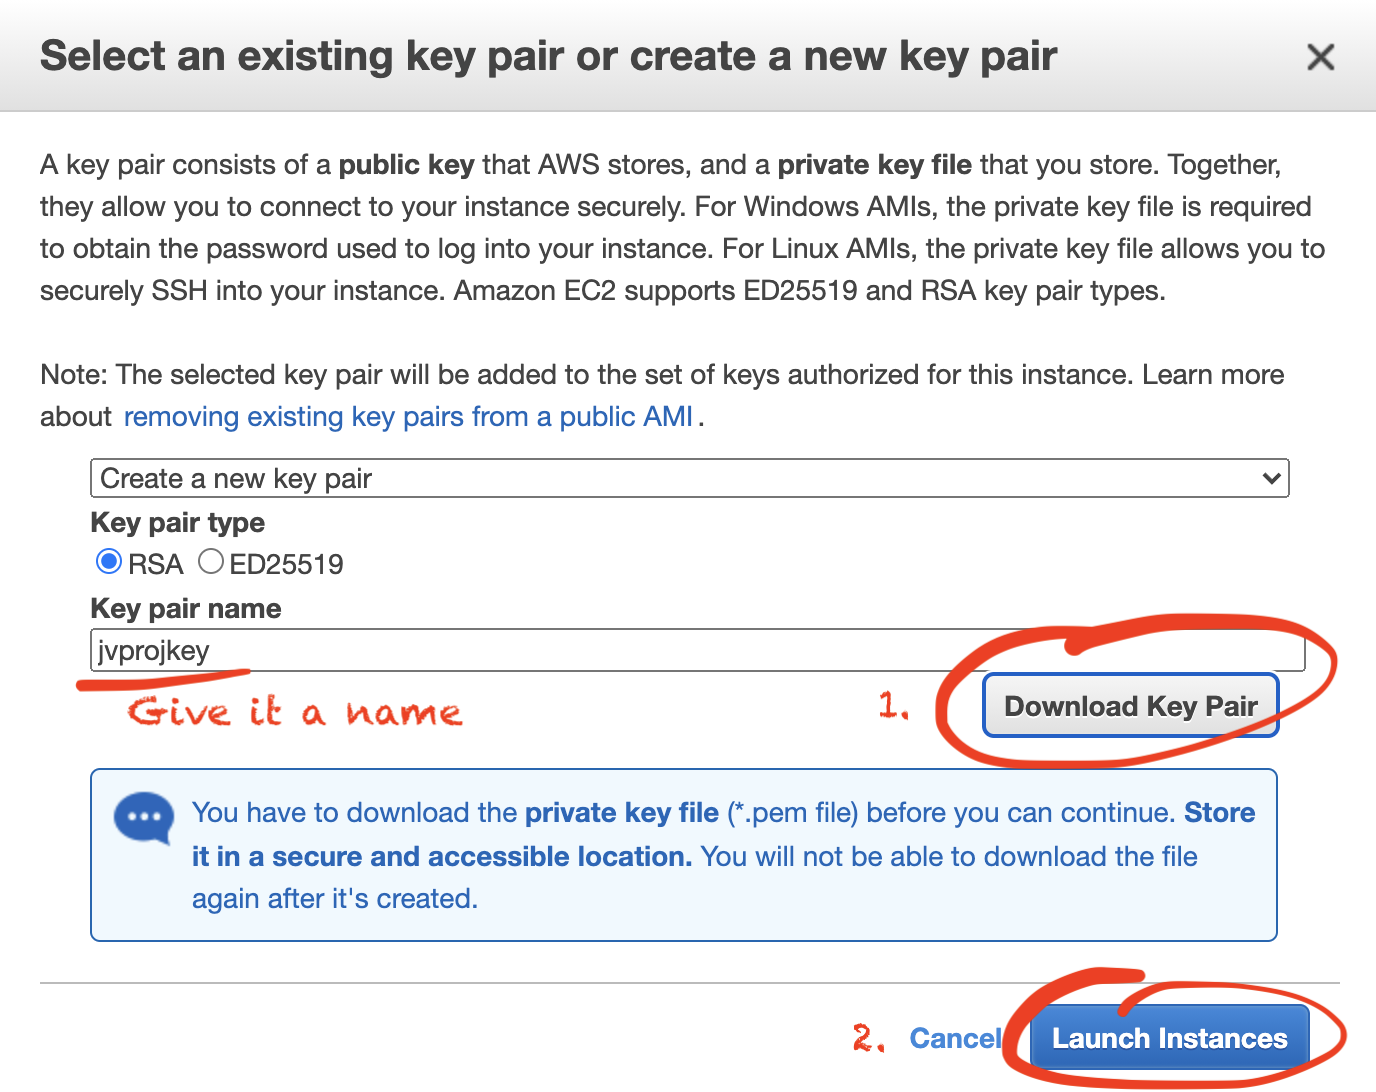 Select an existing key pair or create a new key pair
A key pair consists of a public key that AWS stores, and a private key file that you store. Together,
they allow you to connect to your instance securely. For Windows AMIs, the private key file is required
to obtain the password used to log into your instance. For Linux AMIs, the private key file allows you to
securely SSH into your instance. Amazon EC2 supports ED25519 and RSA key pair types.
Note: The selected key pair will be added to the set of keys authorized for this instance. Learn more
about removing existing key pairs from a public AMI .
Create a new key pair
Key pair type
RSA ED25519
Key pair name
jvprojkey
Give it a name
1. Download Key Pair
You have to download the private key file (*.pem file) before you can continue. Store
it in a secure and accessible location. You will not be able to download the file
again after it's created.
2. Cancel Launch Instances